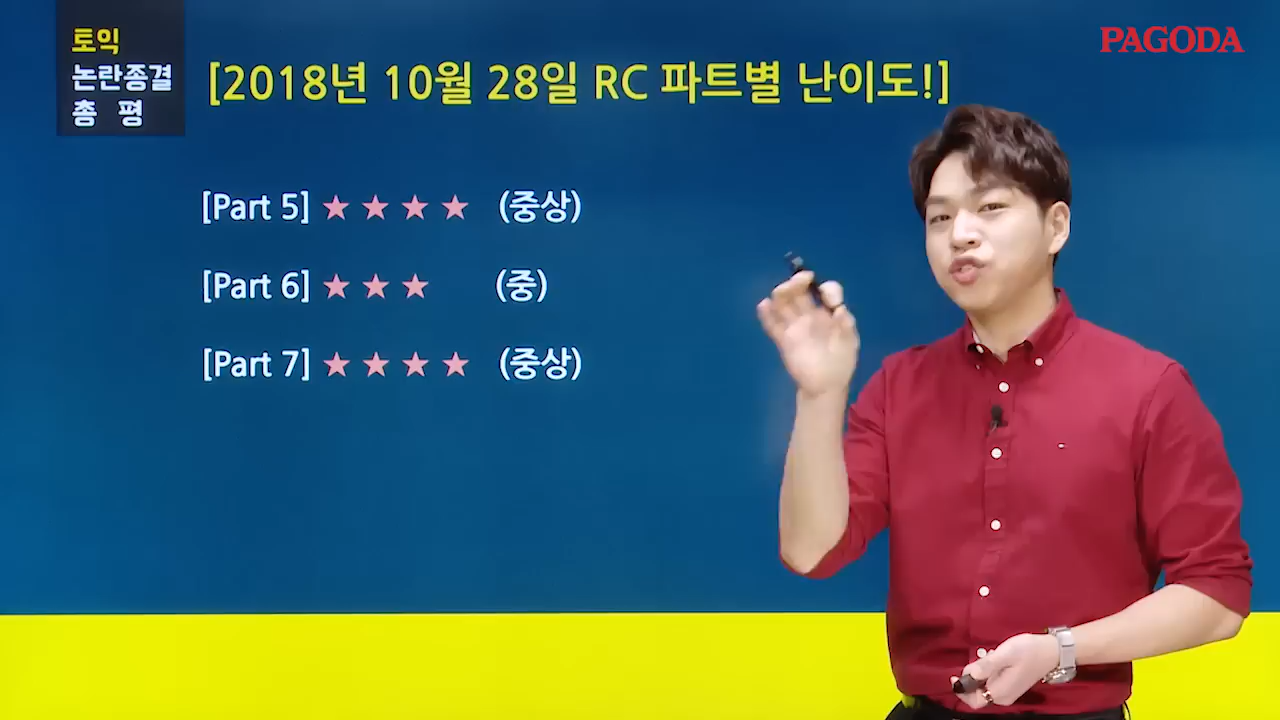 토익
논란종결
총 평
PAGODA
[2018년 10월 28일 RC 파트별 난이도!]
[Part 5] ★ ★ ★ ★ (중상)
[Part 6] ★ ★ ★ (중)
[Part 7] ★ ★ ★ ★ (중상)